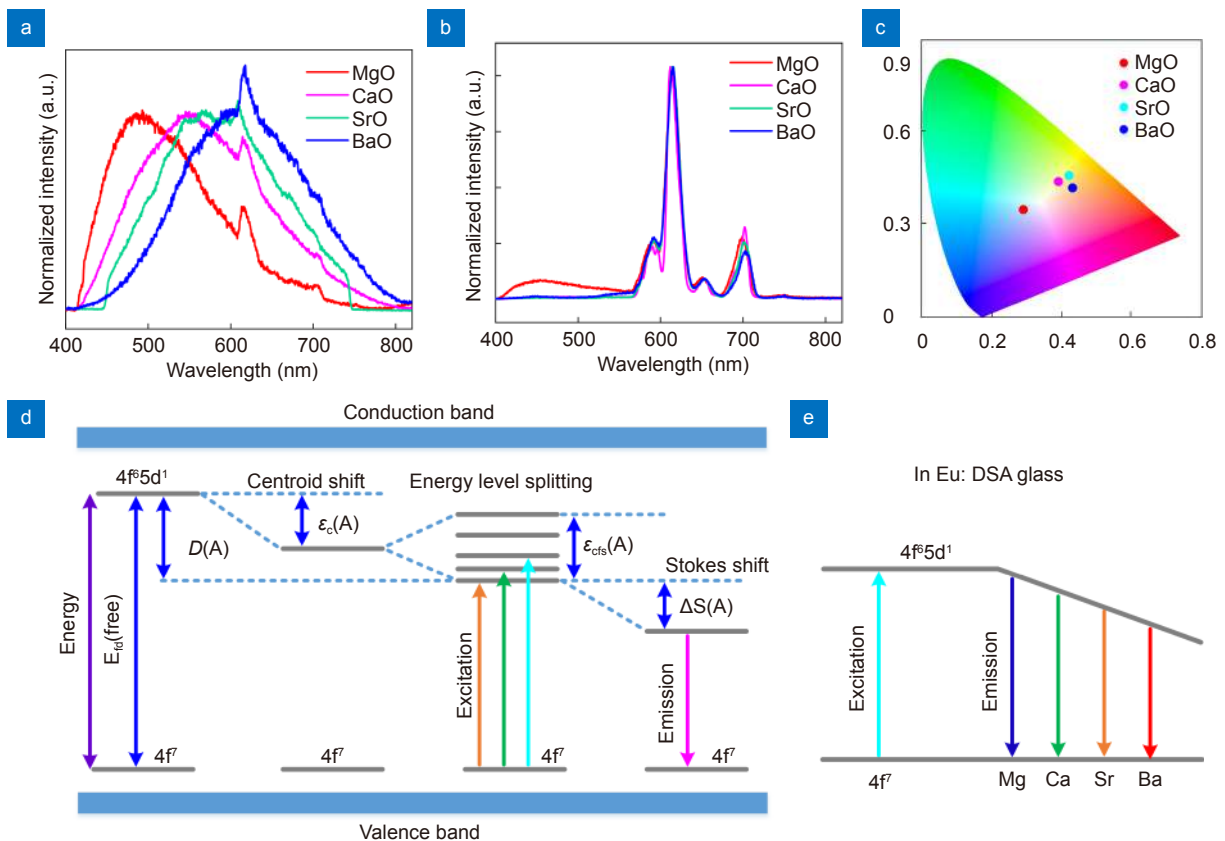 a
Normalized intensity (a.u.)
MgO
CaO
SrO
BaO
400 500 600 700 800
Wavelength (nm)
b
Normalized intensity (a.u.)
MgO
CaO
SrO
BaO
400 500 600 700 800
Wavelength (nm)
c
0.9
0.6
0.3
0
MgO
CaO
SrO
BaO
0 0.2 0.4 0.6 0.8
d
Conduction band
4f⁶5d¹
Centroid shift
Energy level splitting
εc(A)
D(A)
εcfs(A)
Stokes shift
ΔS(A)
Energy
Efd(free)
Excitation
Emission
4f⁷ 4f⁷ 4f⁷ 4f⁷
Valence band
e
In Eu: DSA glass
4f⁶5d¹
Excitation
Emission
4f⁷ Mg Ca Sr Ba